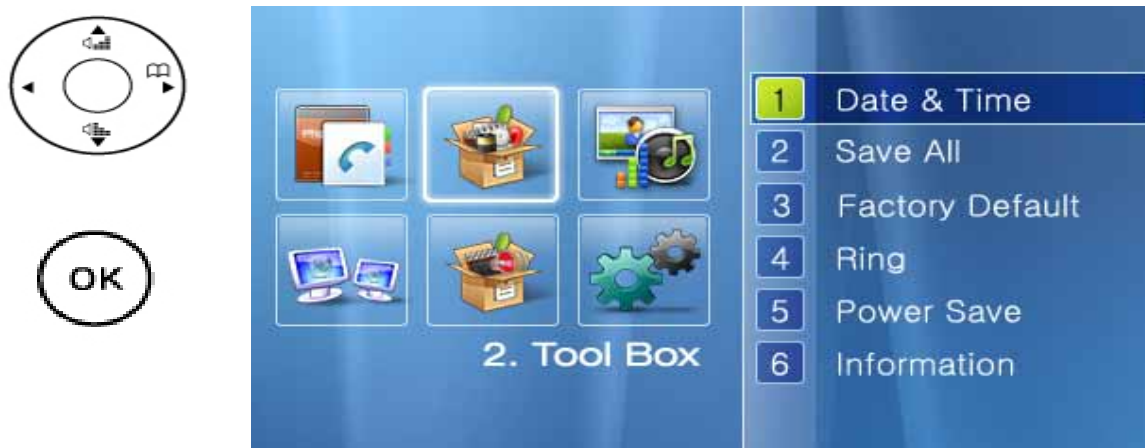 OK
2. Tool Box
1 Date & Time
2 Save All
3 Factory Default
4 Ring
5 Power Save
6 Information